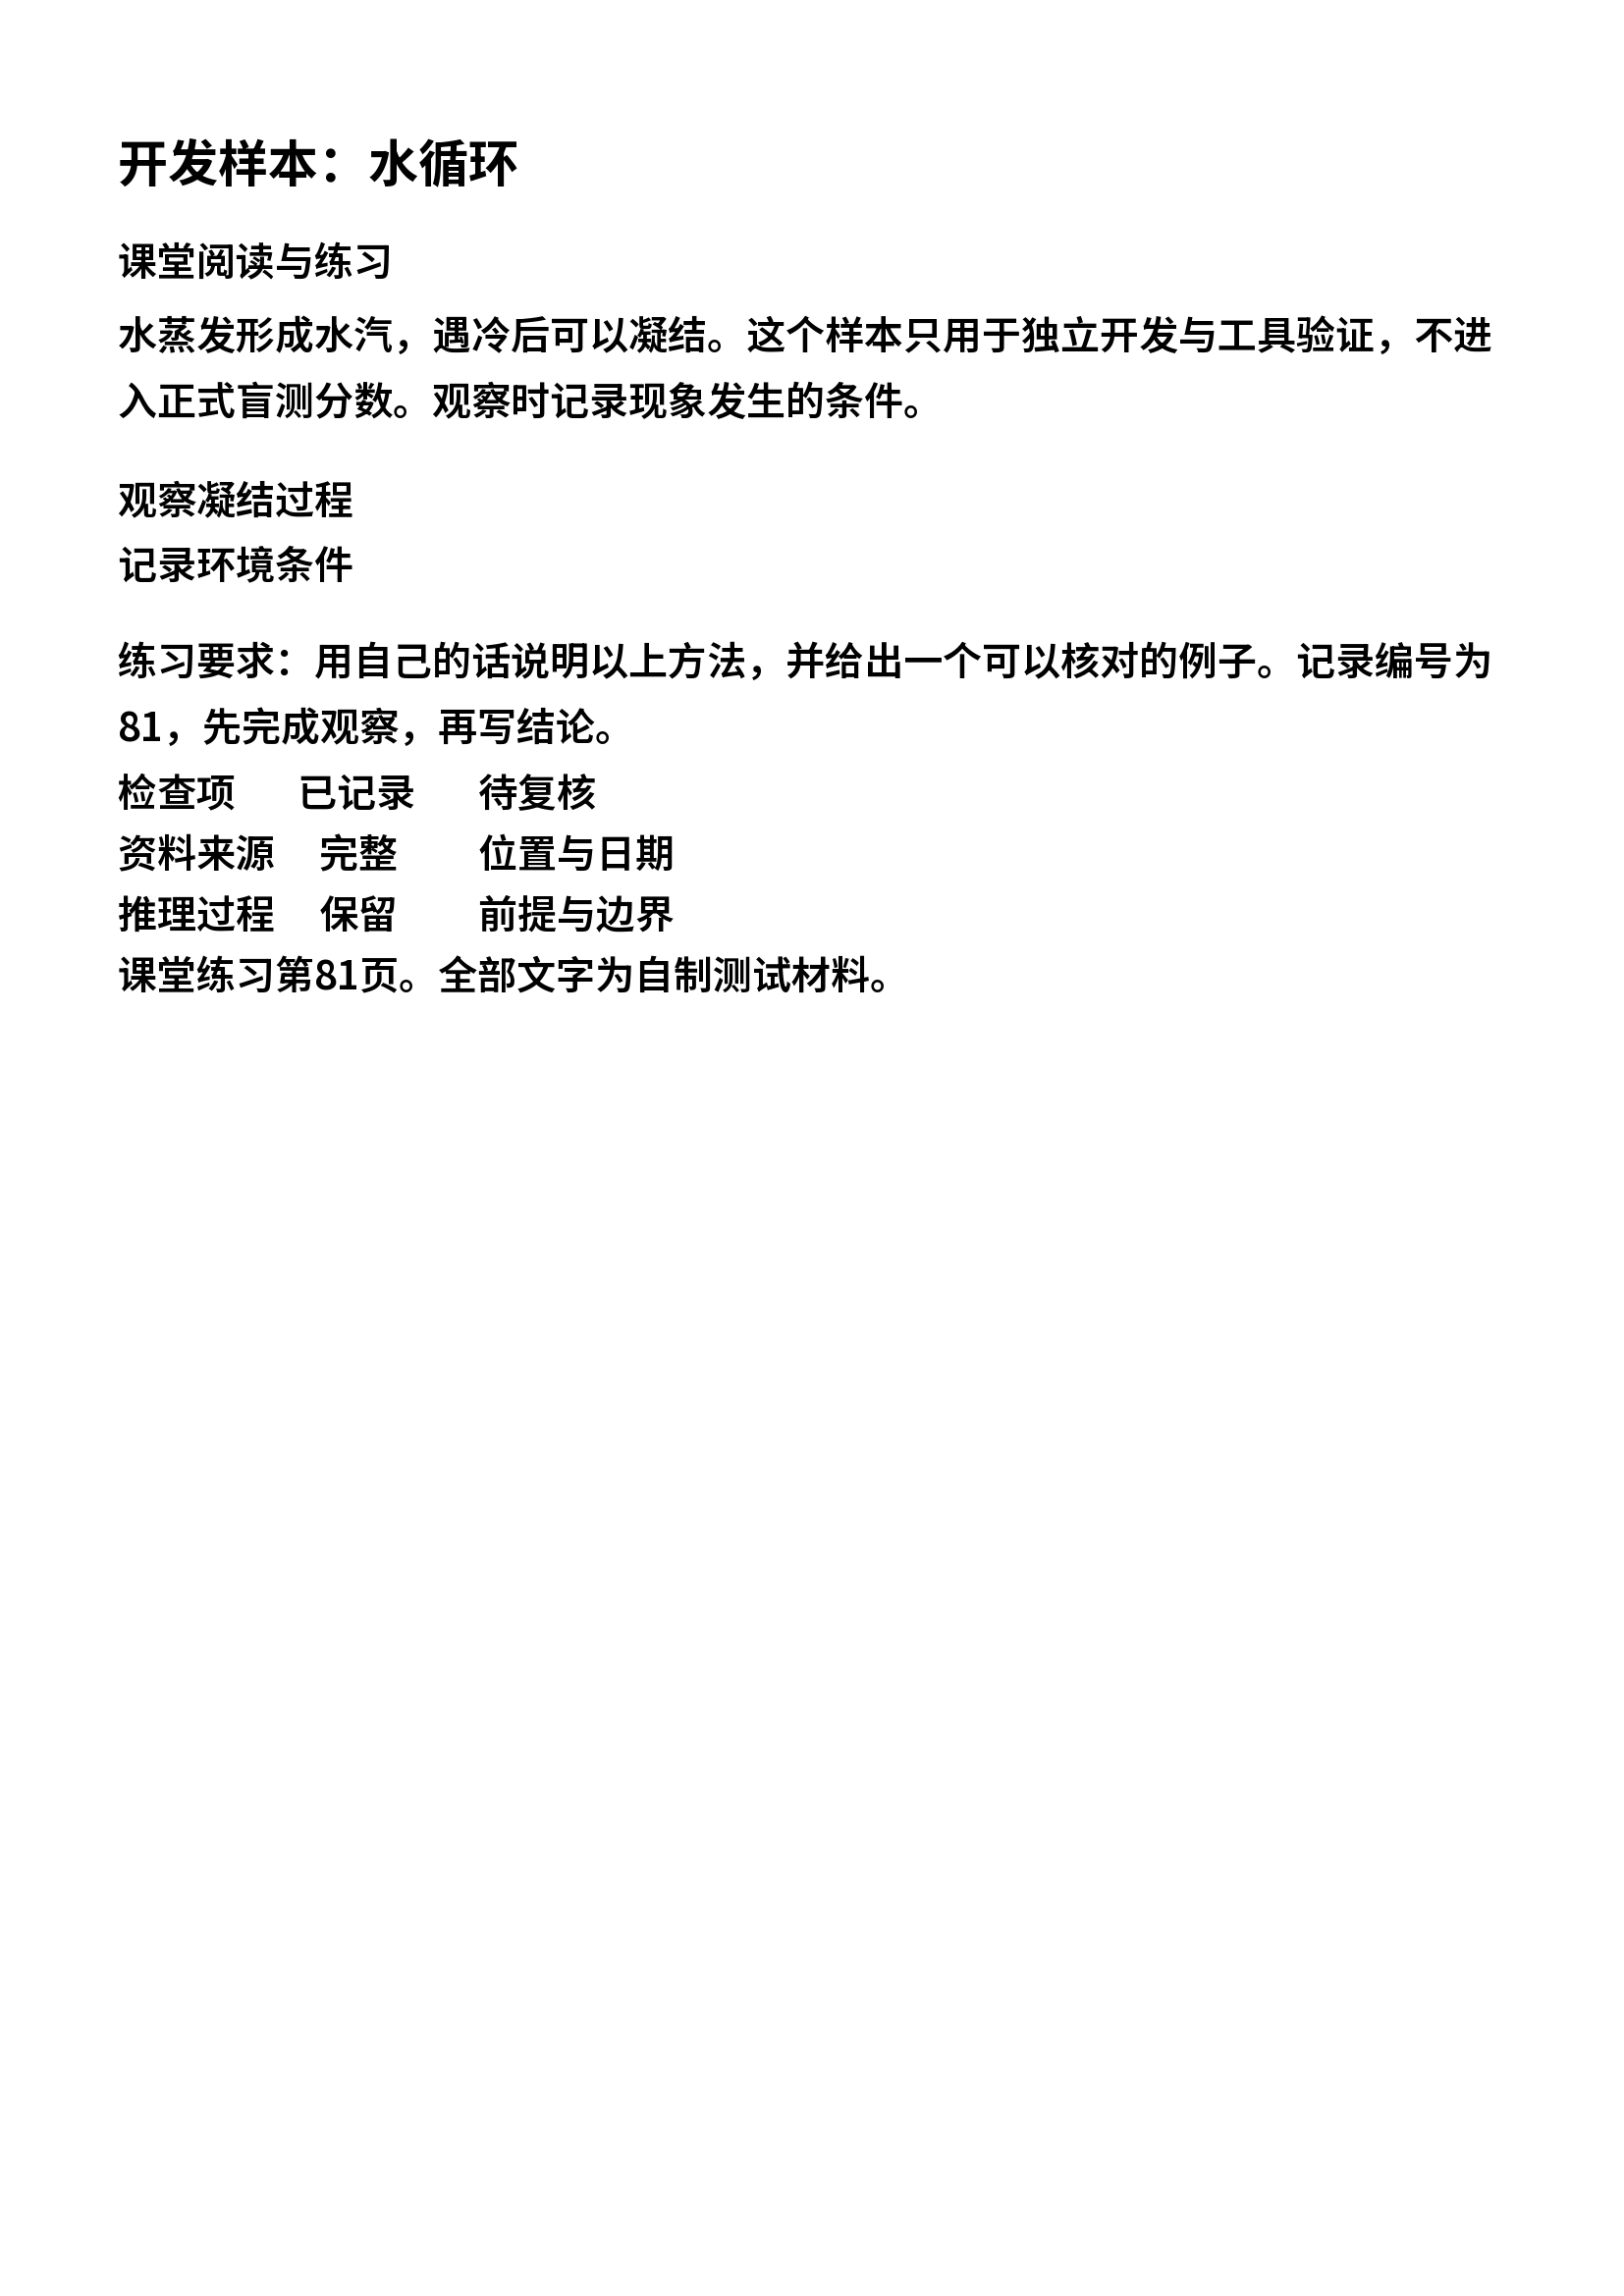 开发样本：水循环
课堂阅读与练习
水蒸发形成水汽，遇冷后可以凝结。这个样本只用于独立开发与工具验证，不进
入正式盲测分数。观察时记录现象发生的条件。
观察凝结过程
记录环境条件
练习要求：用自己的话说明以上方法，并给出一个可以核对的例子。记录编号为
81，先完成观察，再写结论。
检查项 已记录 待复核
资料来源 完整 位置与日期
推理过程 保留 前提与边界
课堂练习第81页。全部文字为自制测试材料。